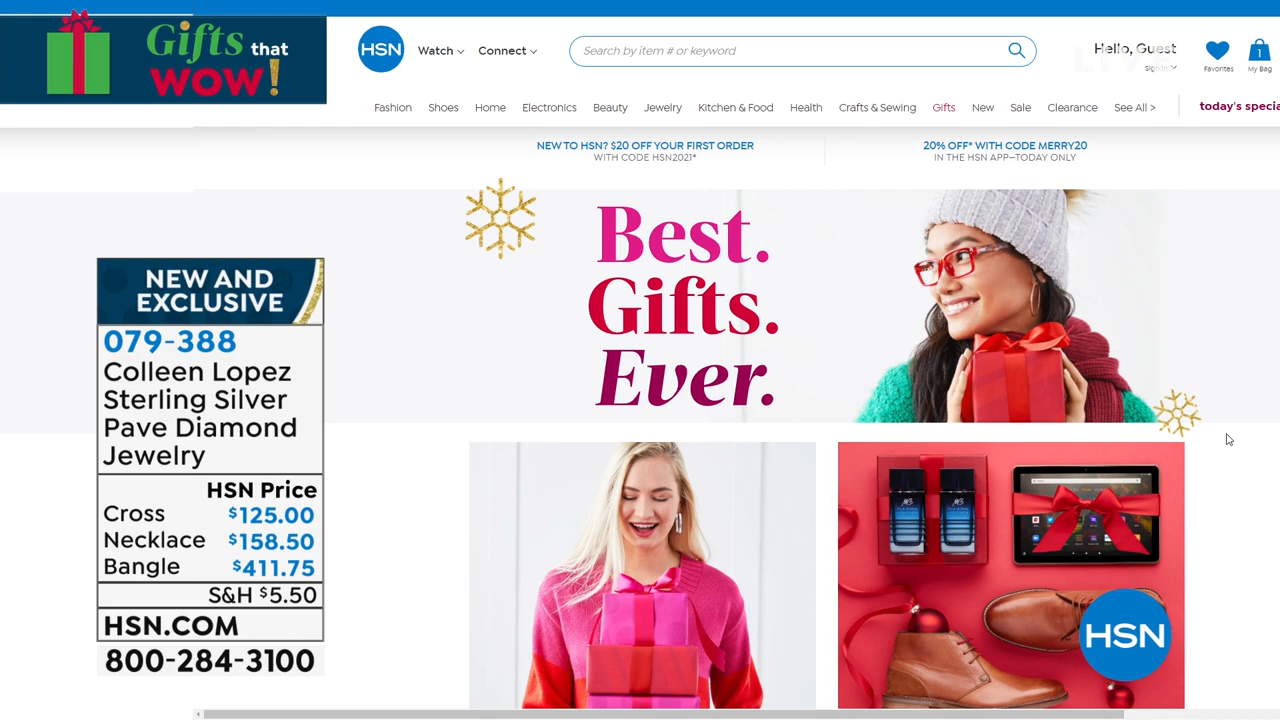 Gifts that
WOW!
HSN
Watch
Connect
Search by item # or keyword
Hello, Guest
Sign In
Favorites
1
My Bag
LIVE
Fashion
Shoes
Home
Electronics
Beauty
Jewelry
Kitchen & Food
Health
Crafts & Sewing
Gifts
New
Sale
Clearance
See All >
today's specia
NEW TO HSN? $20 OFF YOUR FIRST ORDER
WITH CODE HSN2021*
20% OFF* WITH CODE MERRY20
IN THE HSN APP—TODAY ONLY
Best.
Gifts.
Ever.
NEW AND
EXCLUSIVE
079-388
Colleen Lopez
Sterling Silver
Pave Diamond
Jewelry
HSN Price
Cross $125.00
Necklace $158.50
Bangle $411.75
S&H $5.50
HSN.COM
800-284-3100
HSN